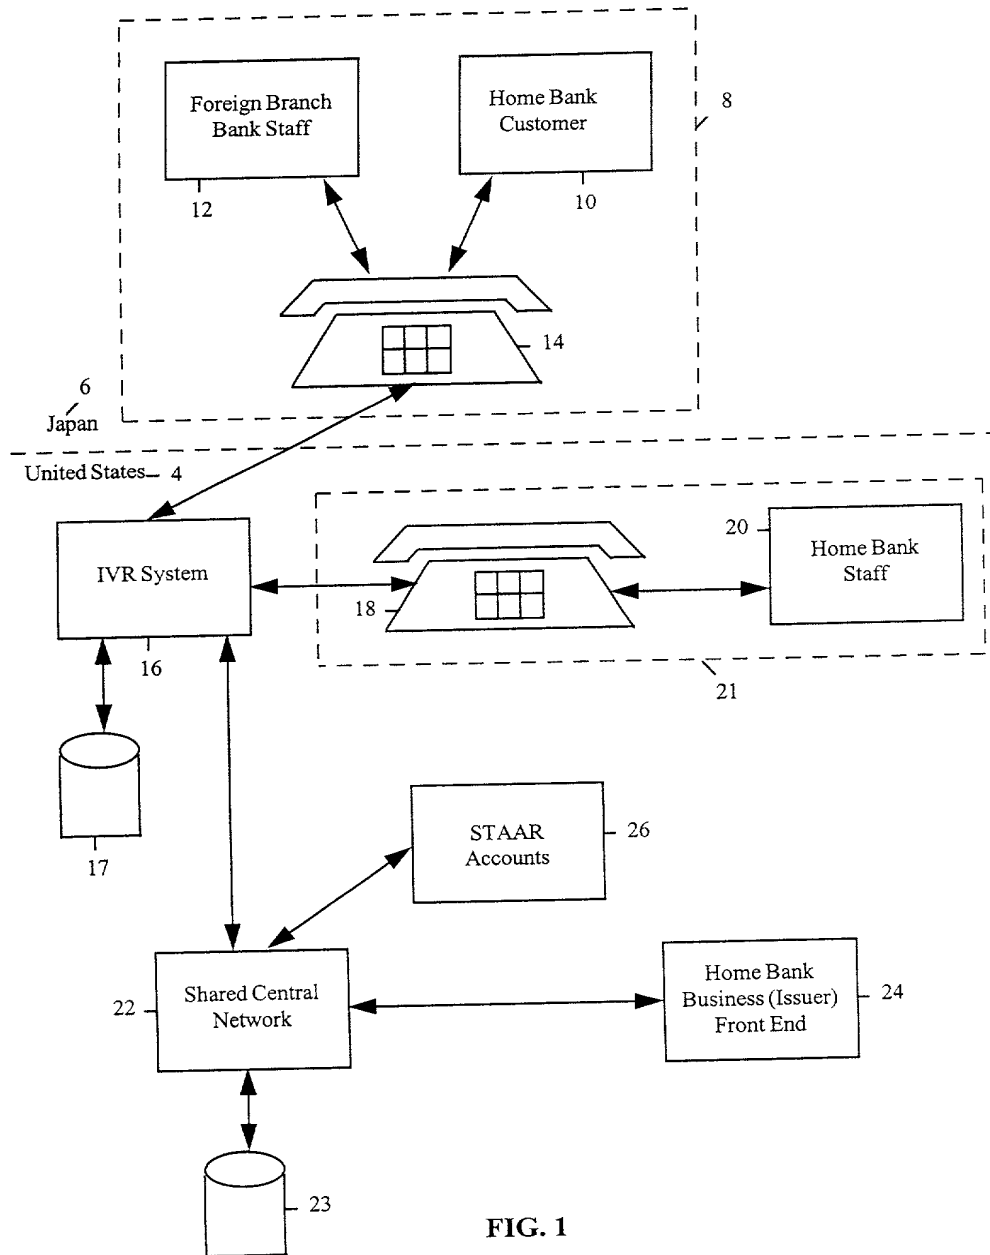 Foreign Branch
Bank Staff
Home Bank
Customer
8
12
10
14
6
Japan
United States
4
IVR System
20
Home Bank
Staff
18
16
21
17
STAAR
Accounts
26
22
Shared Central
Network
Home Bank
Business (Issuer)
Front End
24
23
FIG. 1